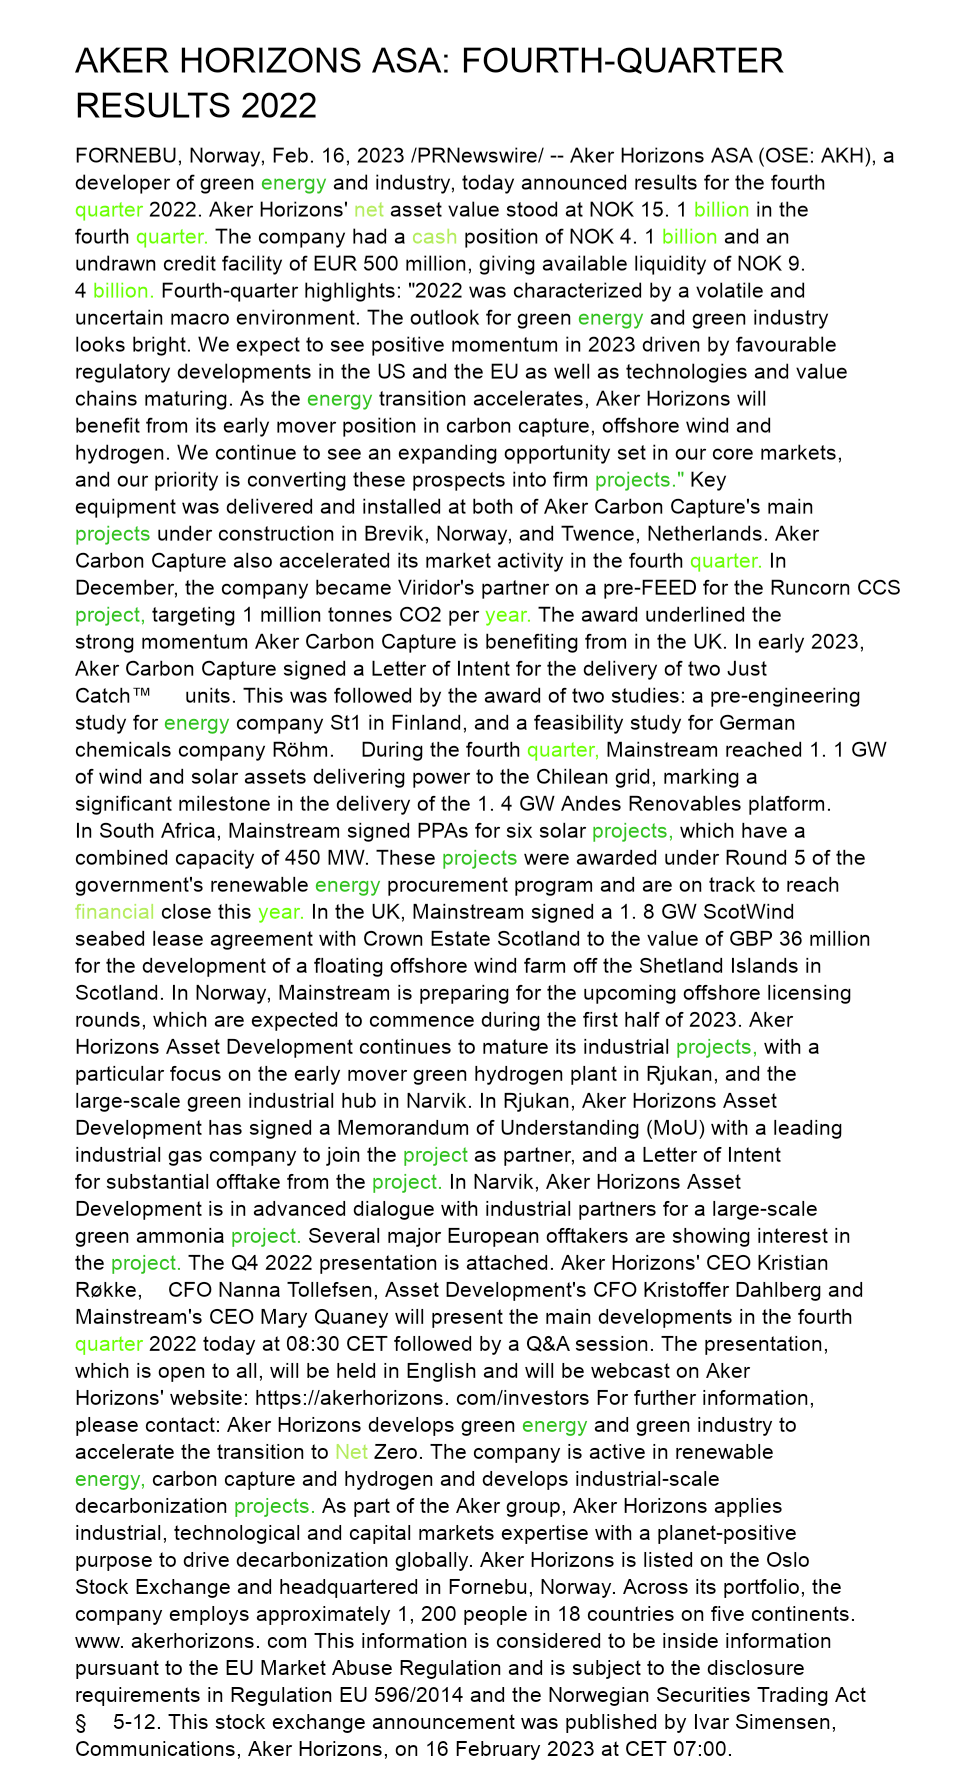 AKER HORIZONS ASA: FOURTH-QUARTER
RESULTS 2022
FORNEBU, Norway, Feb. 16, 2023 /PRNewswire/ -- Aker Horizons ASA (OSE: AKH), a
developer of green energy and industry, today announced results for the fourth
quarter 2022. Aker Horizons' net asset value stood at NOK 15. 1 billion in the
fourth quarter. The company had a cash position of NOK 4. 1 billion and an
undrawn credit facility of EUR 500 million, giving available liquidity of NOK 9.
4 billion. Fourth-quarter highlights: "2022 was characterized by a volatile and
uncertain macro environment. The outlook for green energy and green industry
looks bright. We expect to see positive momentum in 2023 driven by favourable
regulatory developments in the US and the EU as well as technologies and value
chains maturing. As the energy transition accelerates, Aker Horizons will
benefit from its early mover position in carbon capture, offshore wind and
hydrogen. We continue to see an expanding opportunity set in our core markets,
and our priority is converting these prospects into firm projects." Key
equipment was delivered and installed at both of Aker Carbon Capture's main
projects under construction in Brevik, Norway, and Twence, Netherlands. Aker
Carbon Capture also accelerated its market activity in the fourth quarter. In
December, the company became Viridor's partner on a pre-FEED for the Runcorn CCS
project, targeting 1 million tonnes CO2 per year. The award underlined the
strong momentum Aker Carbon Capture is benefiting from in the UK. In early 2023,
Aker Carbon Capture signed a Letter of Intent for the delivery of two Just
Catch™ units. This was followed by the award of two studies: a pre-engineering
study for energy company St1 in Finland, and a feasibility study for German
chemicals company Röhm. During the fourth quarter, Mainstream reached 1. 1 GW
of wind and solar assets delivering power to the Chilean grid, marking a
significant milestone in the delivery of the 1. 4 GW Andes Renovables platform.
In South Africa, Mainstream signed PPAs for six solar projects, which have a
combined capacity of 450 MW. These projects were awarded under Round 5 of the
government's renewable energy procurement program and are on track to reach
financial close this year. In the UK, Mainstream signed a 1. 8 GW ScotWind
seabed lease agreement with Crown Estate Scotland to the value of GBP 36 million
for the development of a floating offshore wind farm off the Shetland Islands in
Scotland. In Norway, Mainstream is preparing for the upcoming offshore licensing
rounds, which are expected to commence during the first half of 2023. Aker
Horizons Asset Development continues to mature its industrial projects, with a
particular focus on the early mover green hydrogen plant in Rjukan, and the
large-scale green industrial hub in Narvik. In Rjukan, Aker Horizons Asset
Development has signed a Memorandum of Understanding (MoU) with a leading
industrial gas company to join the project as partner, and a Letter of Intent
for substantial offtake from the project. In Narvik, Aker Horizons Asset
Development is in advanced dialogue with industrial partners for a large-scale
green ammonia project. Several major European offtakers are showing interest in
the project. The Q4 2022 presentation is attached. Aker Horizons' CEO Kristian
Røkke, CFO Nanna Tollefsen, Asset Development's CFO Kristoffer Dahlberg and
Mainstream's CEO Mary Quaney will present the main developments in the fourth
quarter 2022 today at 08:30 CET followed by a Q&A session. The presentation,
which is open to all, will be held in English and will be webcast on Aker
Horizons' website: https://akerhorizons. com/investors For further information,
please contact: Aker Horizons develops green energy and green industry to
accelerate the transition to Net Zero. The company is active in renewable
energy, carbon capture and hydrogen and develops industrial-scale
decarbonization projects. As part of the Aker group, Aker Horizons applies
industrial, technological and capital markets expertise with a planet-positive
purpose to drive decarbonization globally. Aker Horizons is listed on the Oslo
Stock Exchange and headquartered in Fornebu, Norway. Across its portfolio, the
company employs approximately 1, 200 people in 18 countries on five continents.
www. akerhorizons. com This information is considered to be inside information
pursuant to the EU Market Abuse Regulation and is subject to the disclosure
requirements in Regulation EU 596/2014 and the Norwegian Securities Trading Act
§ 5-12. This stock exchange announcement was published by Ivar Simensen,
Communications, Aker Horizons, on 16 February 2023 at CET 07:00.